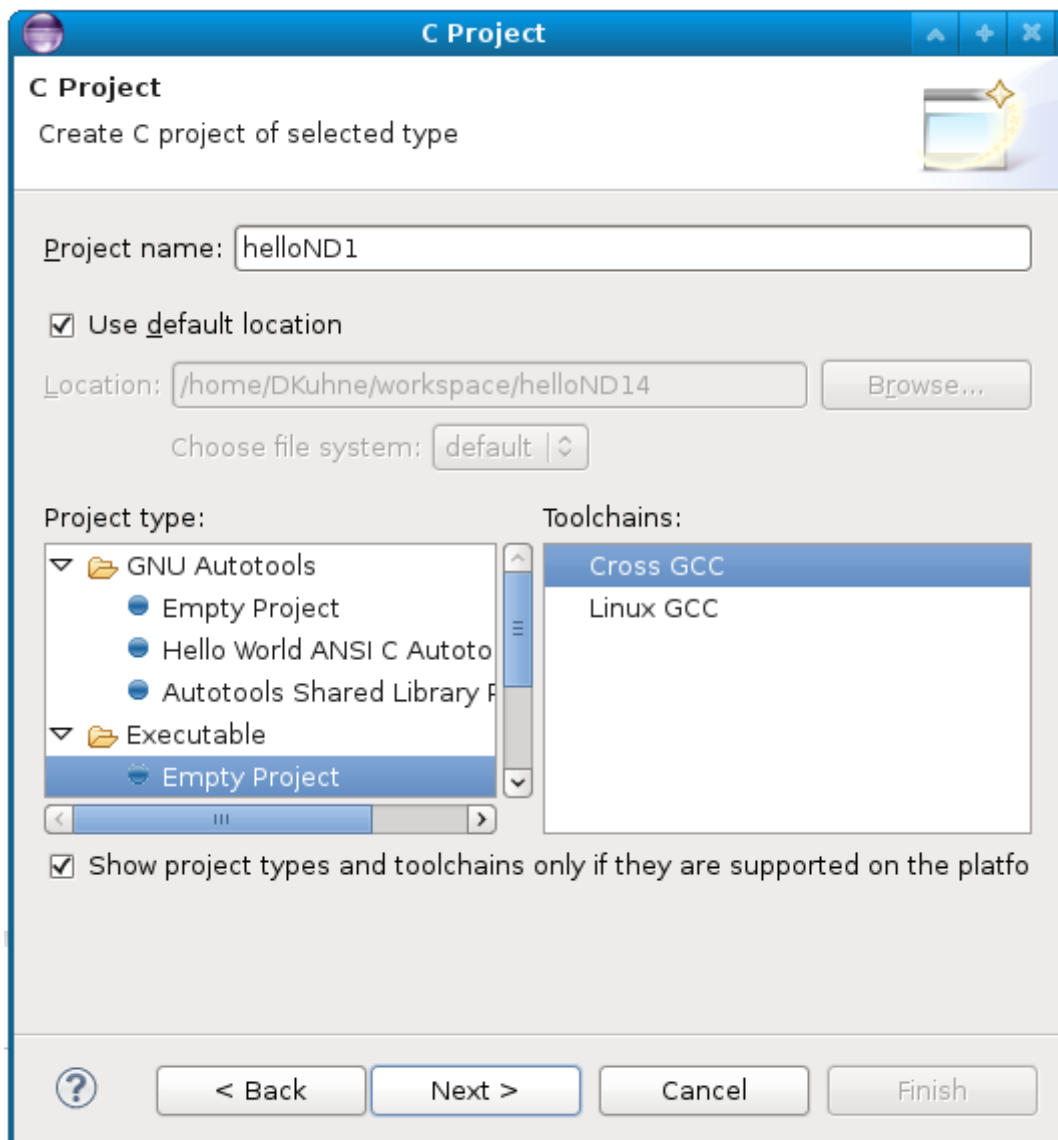 C Project
C Project
Create C project of selected type
Project name: helloND1
Use default location
Location: /home/DKuhne/workspace/helloND14 Browse...
Choose file system: default
Project type: Toolchains:
GNU Autotools Cross GCC
Empty Project Linux GCC
Hello World ANSI C Autoto
Autotools Shared Library P
Executable
Empty Project
Show project types and toolchains only if they are supported on the platfo
? < Back Next > Cancel Finish